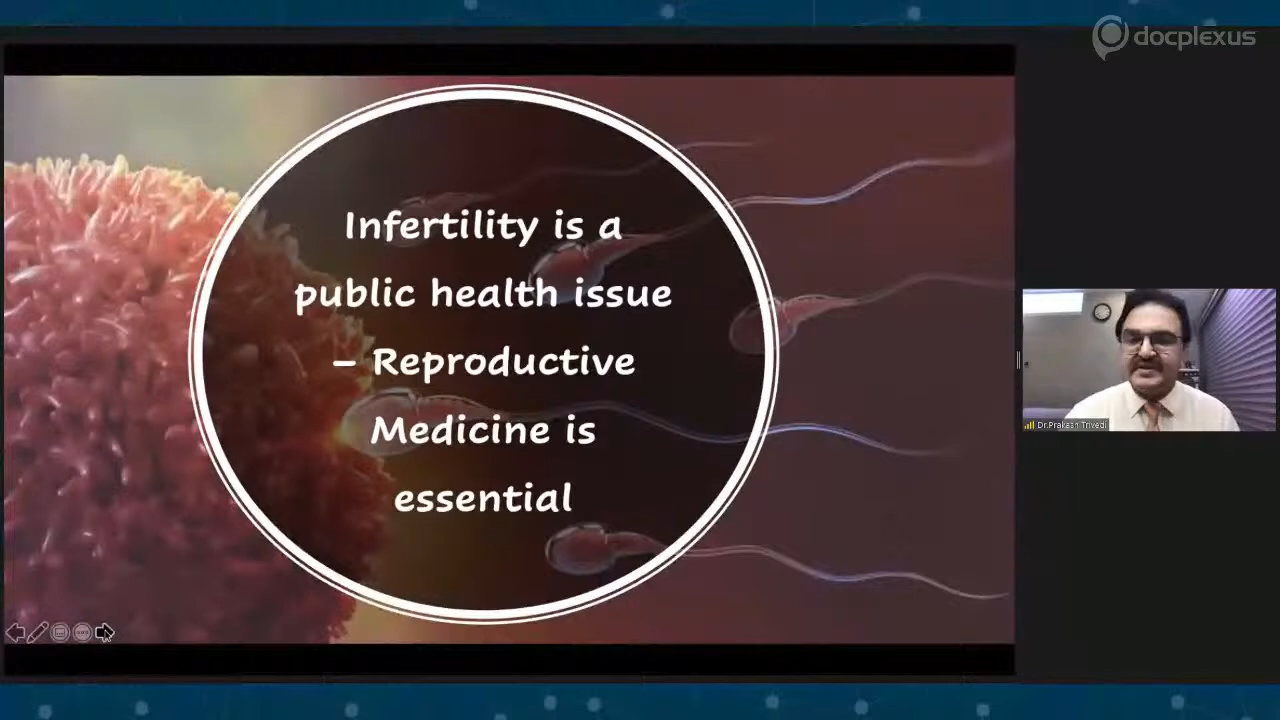 docplexus
Infertility is a
public health issue
– Reproductive
Medicine is
essential
Dr.Prakash Trivedi